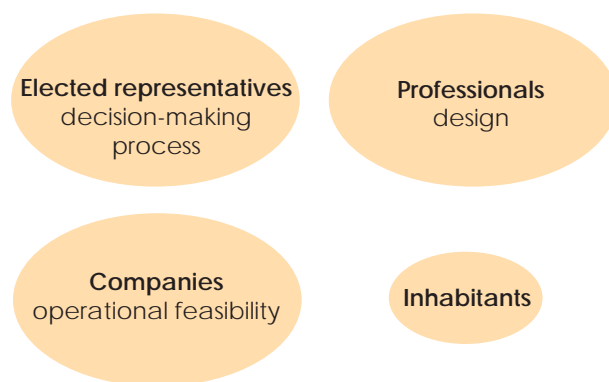 Elected representatives
decision-making
process
Professionals
design
Companies
operational feasibility
Inhabitants